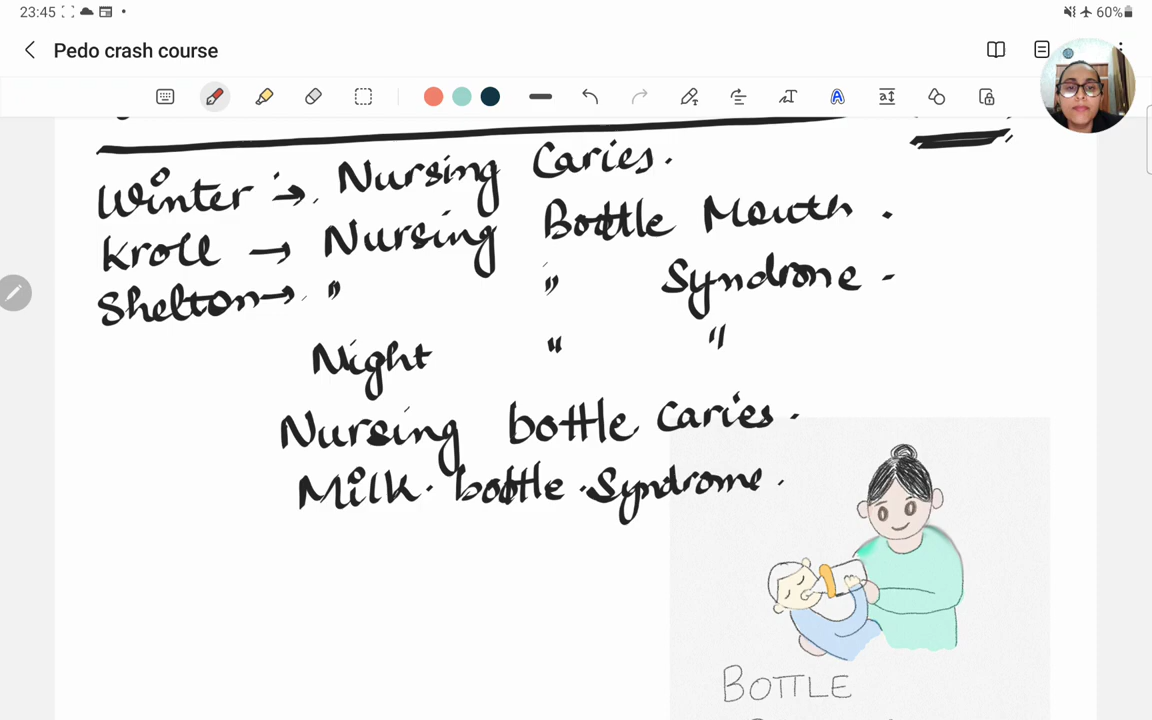 23:45
60%
Pedo crash course
Winter → Nursing Caries.
Kroll → Nursing Bottle Mouth.
Shelton → " " Syndrone -
Night " "
Nursing bottle caries.
Milk. bottle. Syndrome.
BOTTLE